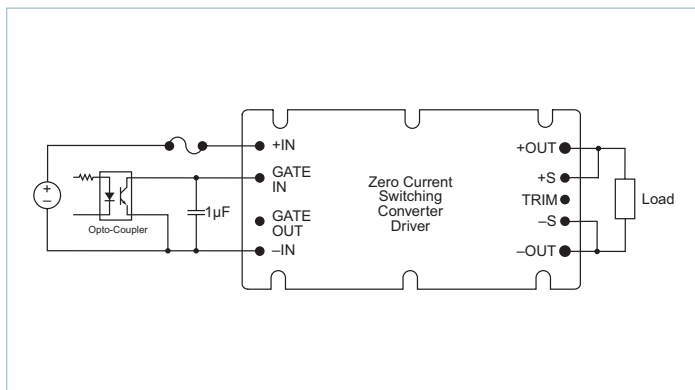 +IN
GATE
IN
GATE
OUT
–IN
1µF
+
–
Opto-Coupler
Zero Current
Switching
Converter
Driver
+OUT
+S
TRIM
–S
–OUT
Load